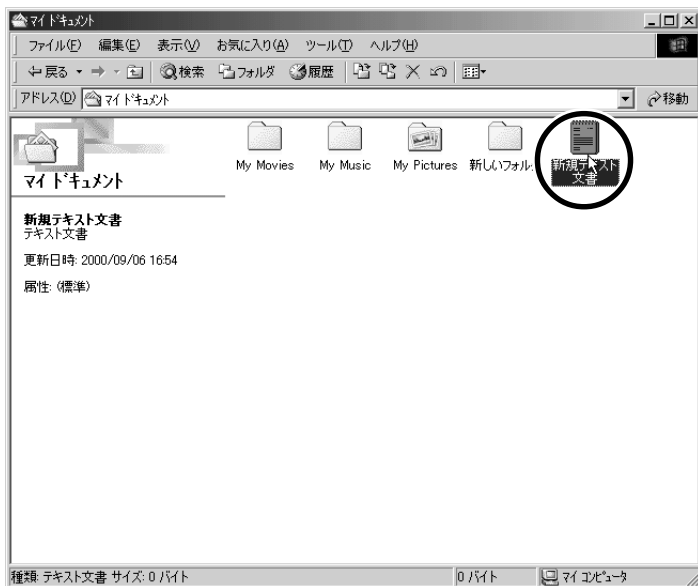 マイ ドキュメント
ファイル(F) 編集(E) 表示(V) お気に入り(A) ツール(T) ヘルプ(H)
戻る 検索 フォルダ 履歴
アドレス(D) マイ ドキュメント 移動
マイ ドキュメント
新規テキスト文書
テキスト文書
更新日時: 2000/09/06 16:54
属性: (標準)
My Movies My Music My Pictures 新しいフォル
新規テキスト
文書
種類: テキスト文書 サイズ: 0 バイト 0 バイト マイ コンピュータ